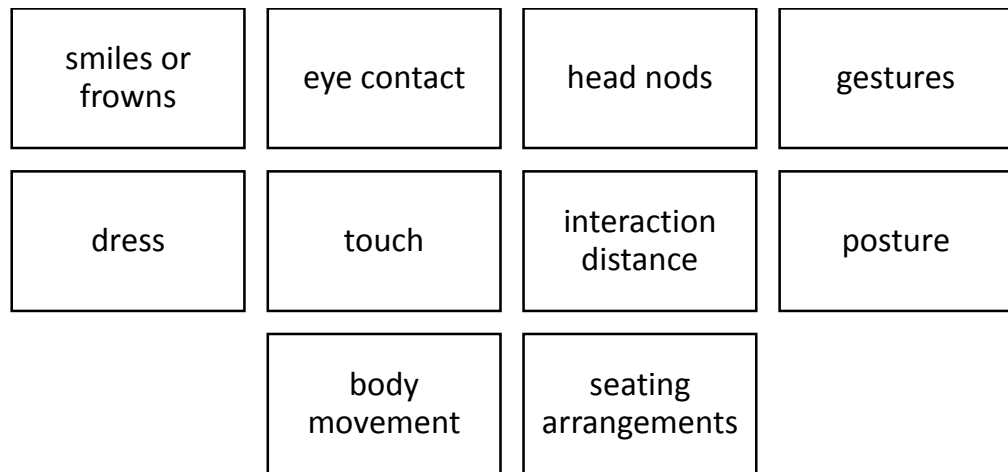 smiles or
frowns
eye contact
head nods
gestures
dress
touch
interaction
distance
posture
body
movement
seating
arrangements